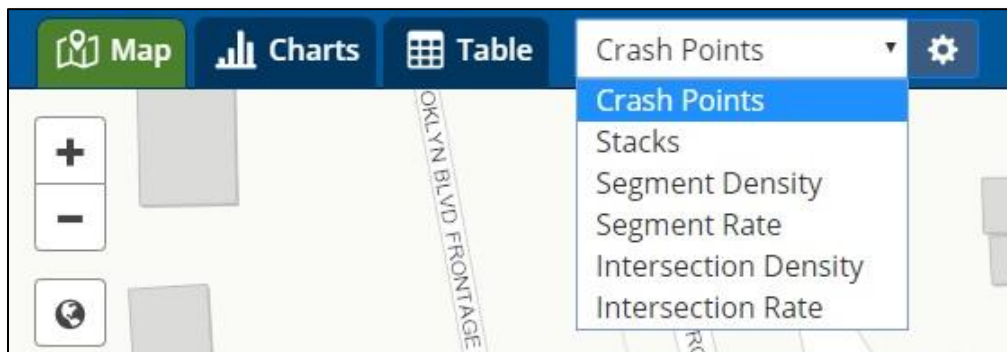 Map
Charts
Table
Crash Points
Crash Points
Stacks
Segment Density
Segment Rate
Intersection Density
Intersection Rate
OKLYN BLVD FRONTAGE
RO